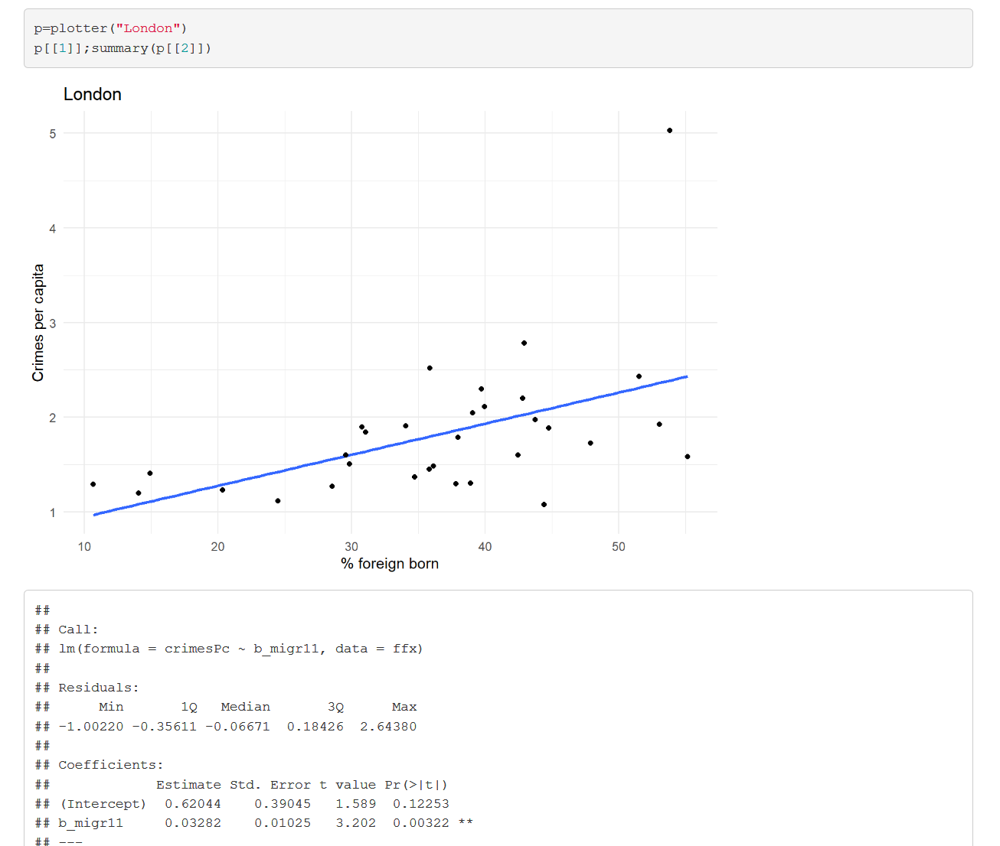 p=plotter("London")
p[[1]];summary(p[[2]])
London
5
4
3
2
1
Crimes per capita
10 20 30 40 50
% foreign born
##
## Call:
## lm(formula = crimesPc ~ b_migr11, data = ffx)
##
## Residuals:
##      Min       1Q   Median       3Q      Max
## -1.00220 -0.35611 -0.06671  0.18426  2.64380
##
## Coefficients:
##             Estimate Std. Error t value Pr(>|t|)
## (Intercept)  0.62044    0.39045   1.589  0.12253
## b_migr11     0.03282    0.01025   3.202  0.00322 **
## ---